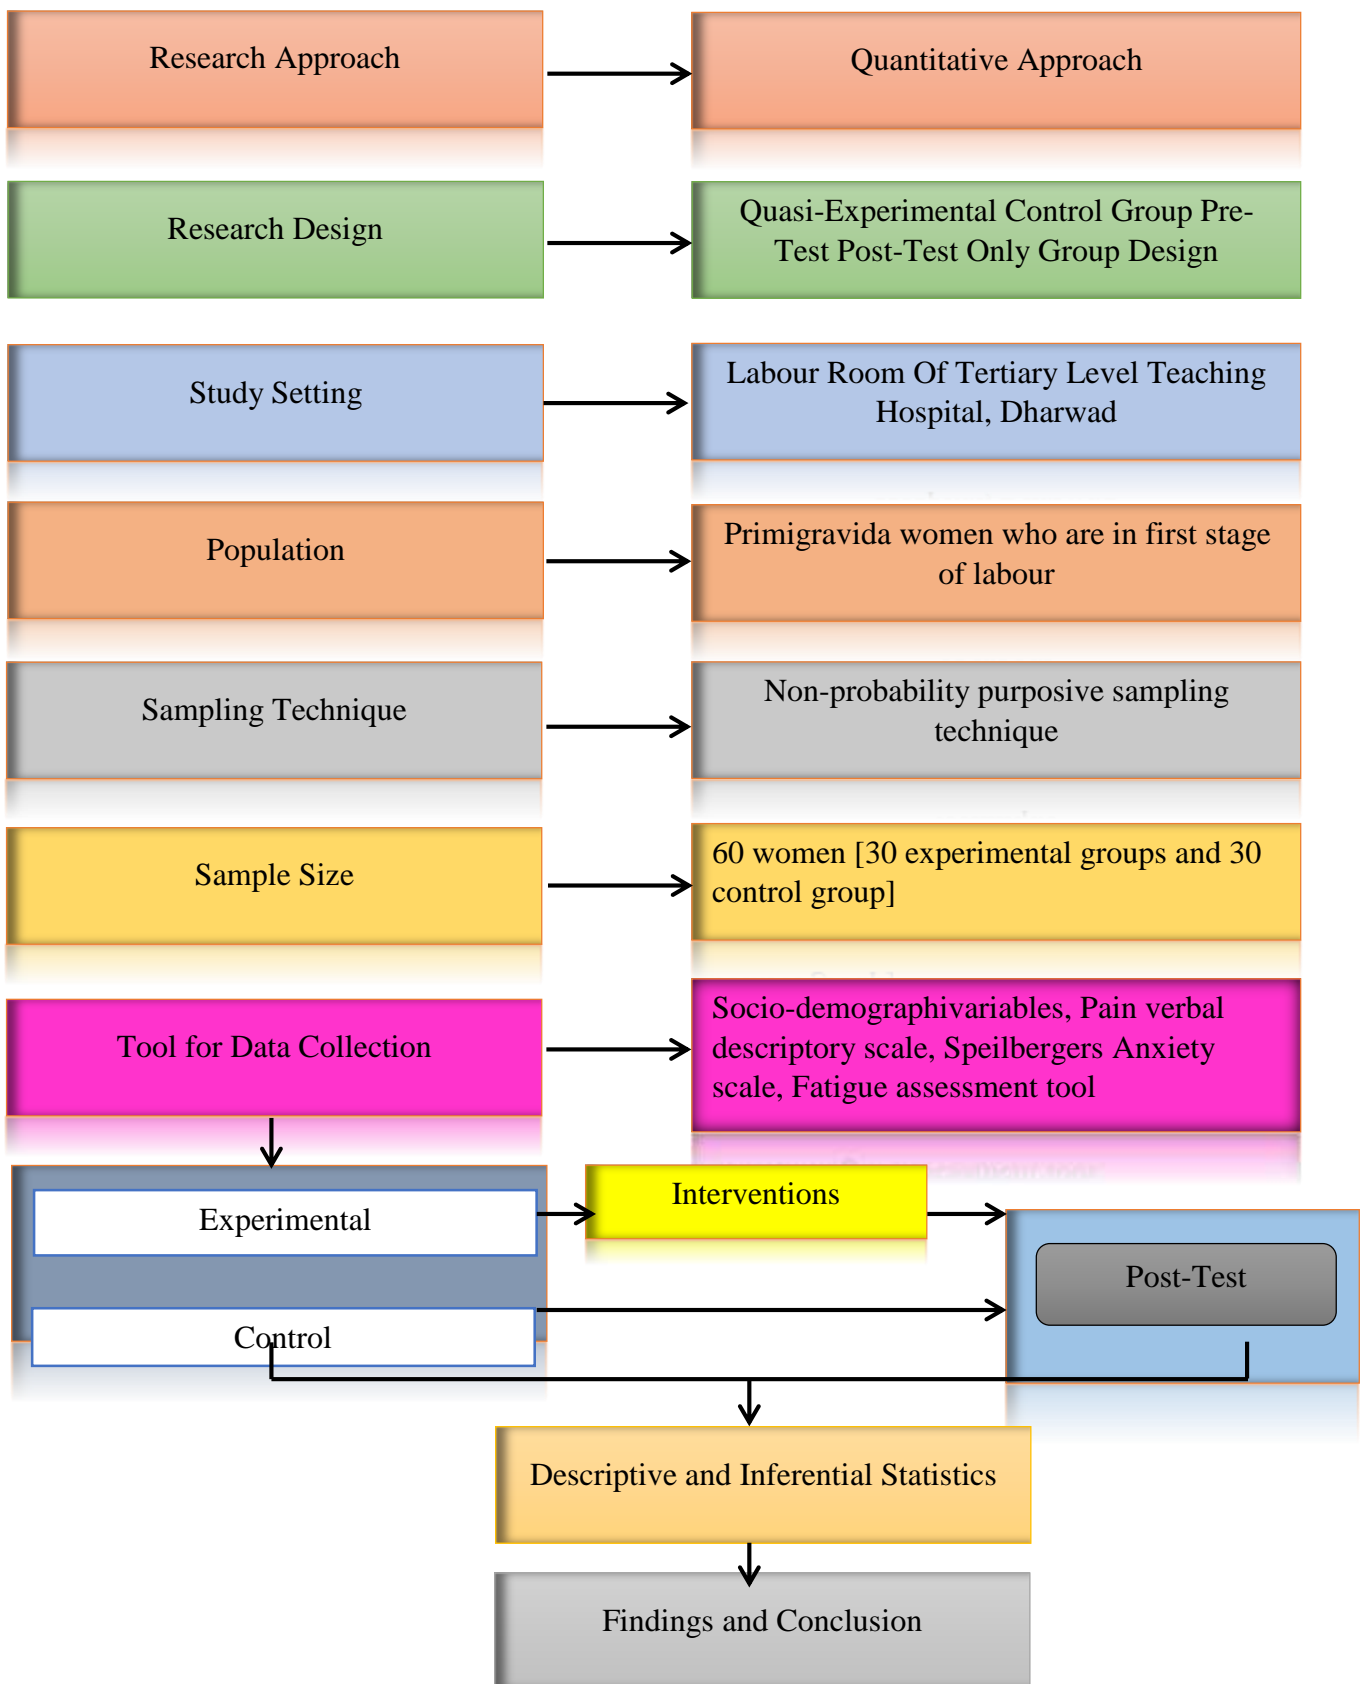 Research Approach
Quantitative Approach
Research Design
Quasi-Experimental Control Group Pre-
Test Post-Test Only Group Design
Study Setting
Labour Room Of Tertiary Level Teaching
Hospital, Dharwad
Population
Primigravida women who are in first stage
of labour
Sampling Technique
Non-probability purposive sampling
technique
Sample Size
60 women [30 experimental groups and 30
control group]
Tool for Data Collection
Socio-demographivariables, Pain verbal
descriptory scale, Speilbergers Anxiety
scale, Fatigue assessment tool
Experimental
Interventions
Post-Test
Control
Descriptive and Inferential Statistics
Findings and Conclusion